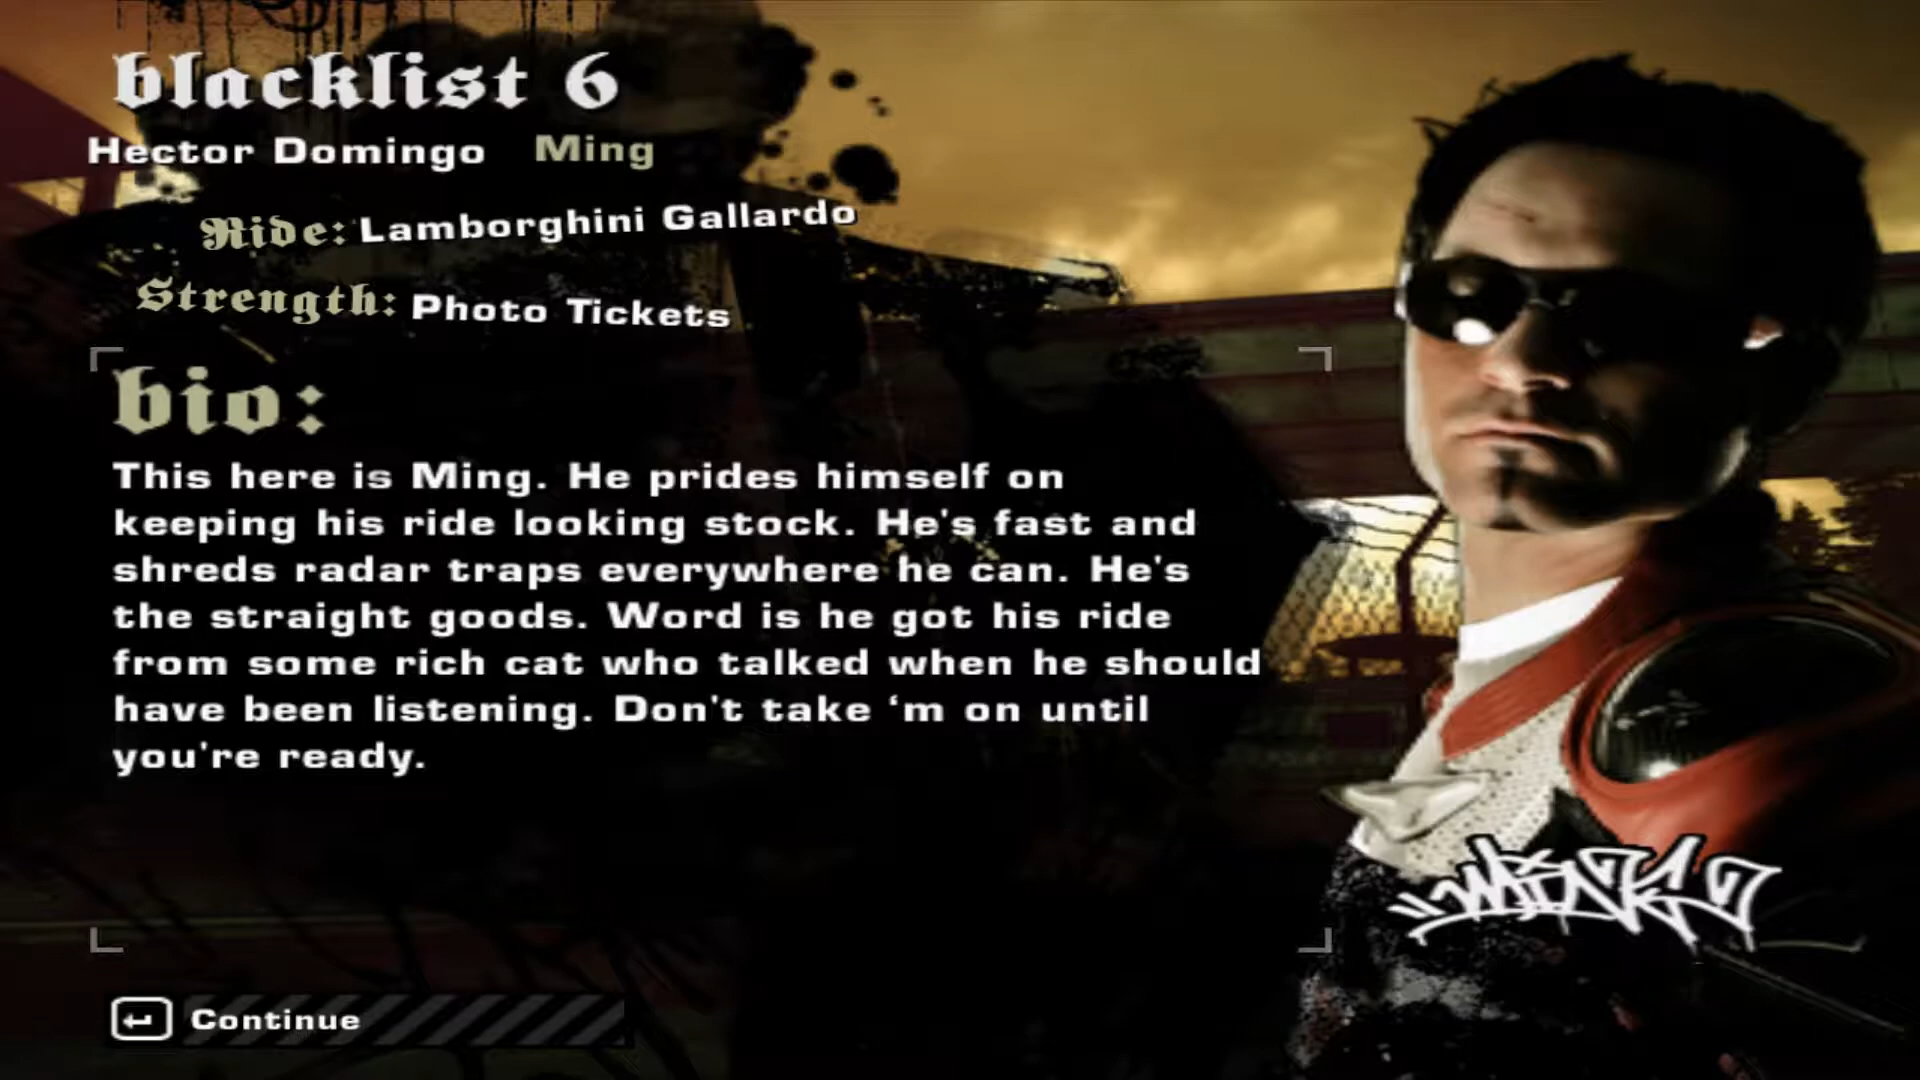 blacklist 6
Hector Domingo Ming
Ride: Lamborghini Gallardo
Strength: Photo Tickets
bio:
This here is Ming. He prides himself on
keeping his ride looking stock. He's fast and
shreds radar traps everywhere he can. He's
the straight goods. Word is he got his ride
from some rich cat who talked when he should
have been listening. Don't take ‘m on until
you're ready.
MING
Continue